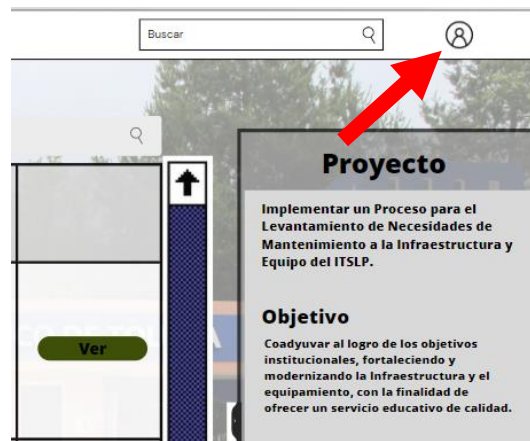 Buscar
Proyecto
Implementar un Proceso para el
Levantamiento de Necesidades de
Mantenimiento a la Infraestructura y
Equipo del ITSLP.
Objetivo
Coadyuvar al logro de los objetivos
institucionales, fortaleciendo y
modernizando la Infraestructura y el
equipamiento, con la finalidad de
ofrecer un servicio educativo de calidad.
Ver